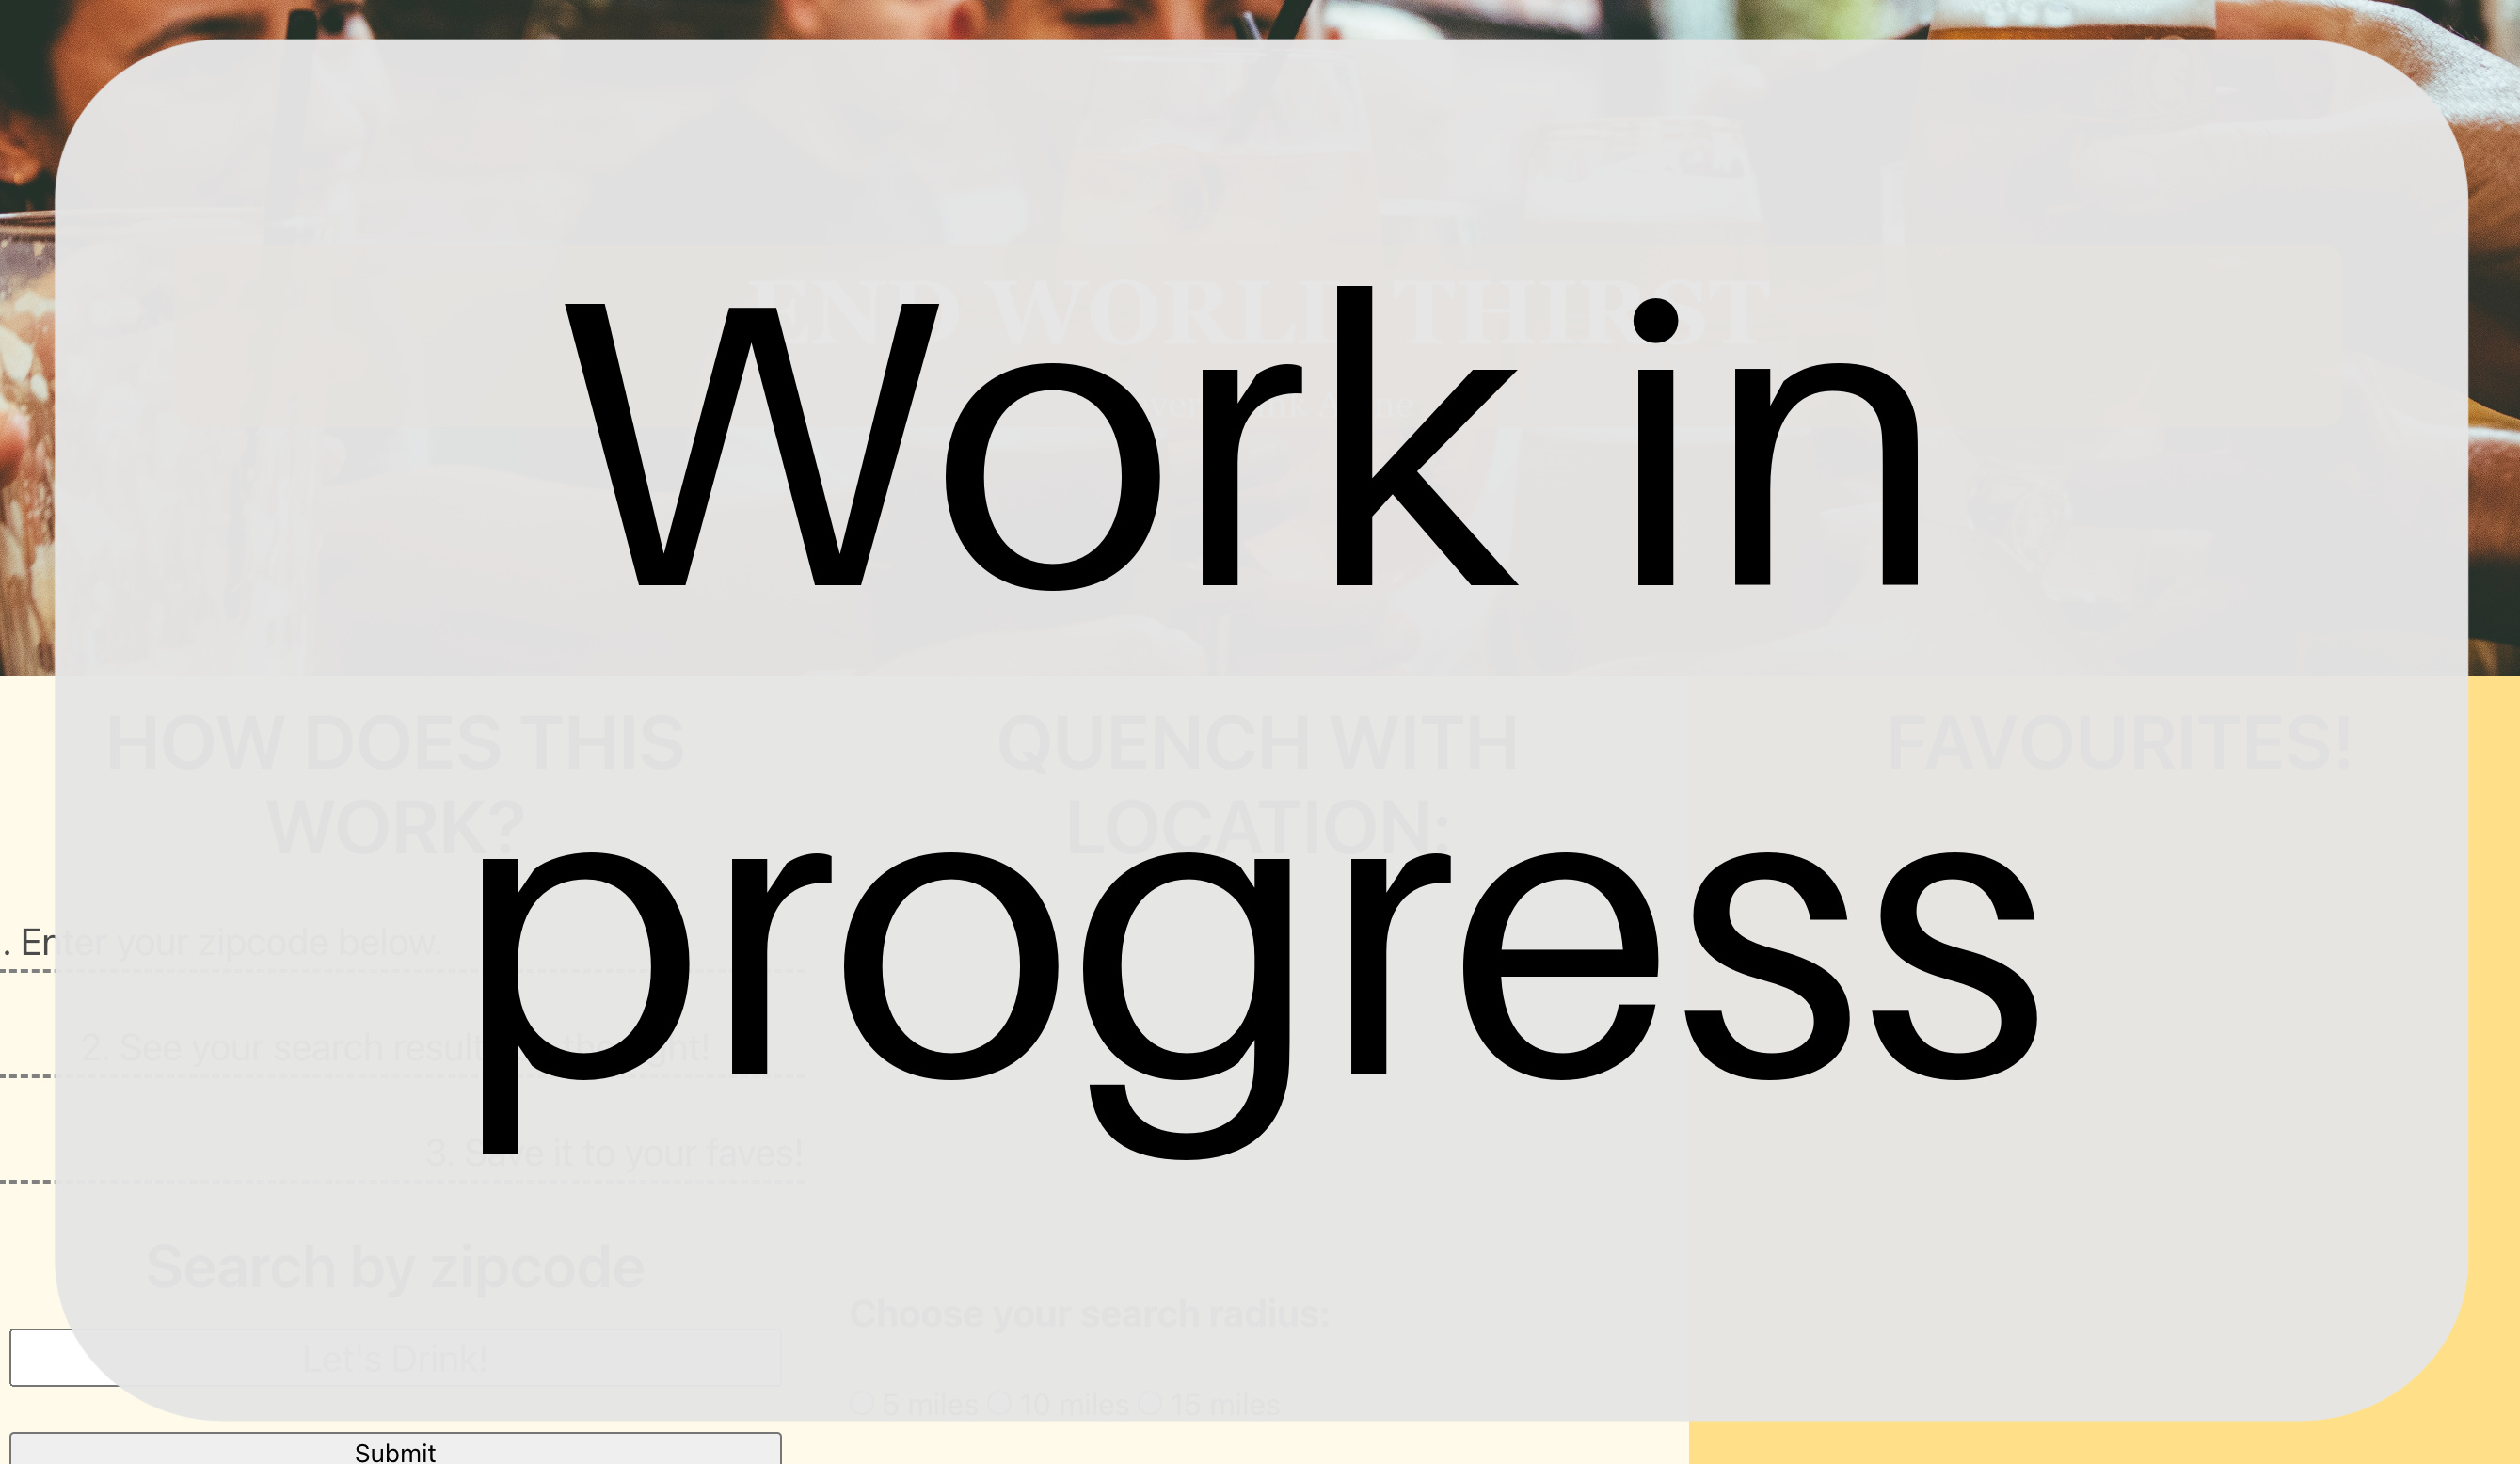 END WORLD THIRST
Work in
progress
HOW DOES THIS
WORK?
QUENCH WITH
LOCATION:
FAVOURITES!
. Enter your zipcode below.
2. See your search results the right!
3. Save it to your faves!
Search by zipcode
Let's Drink!
Submit
Choose your search radius:
5 miles 10 miles 15 miles